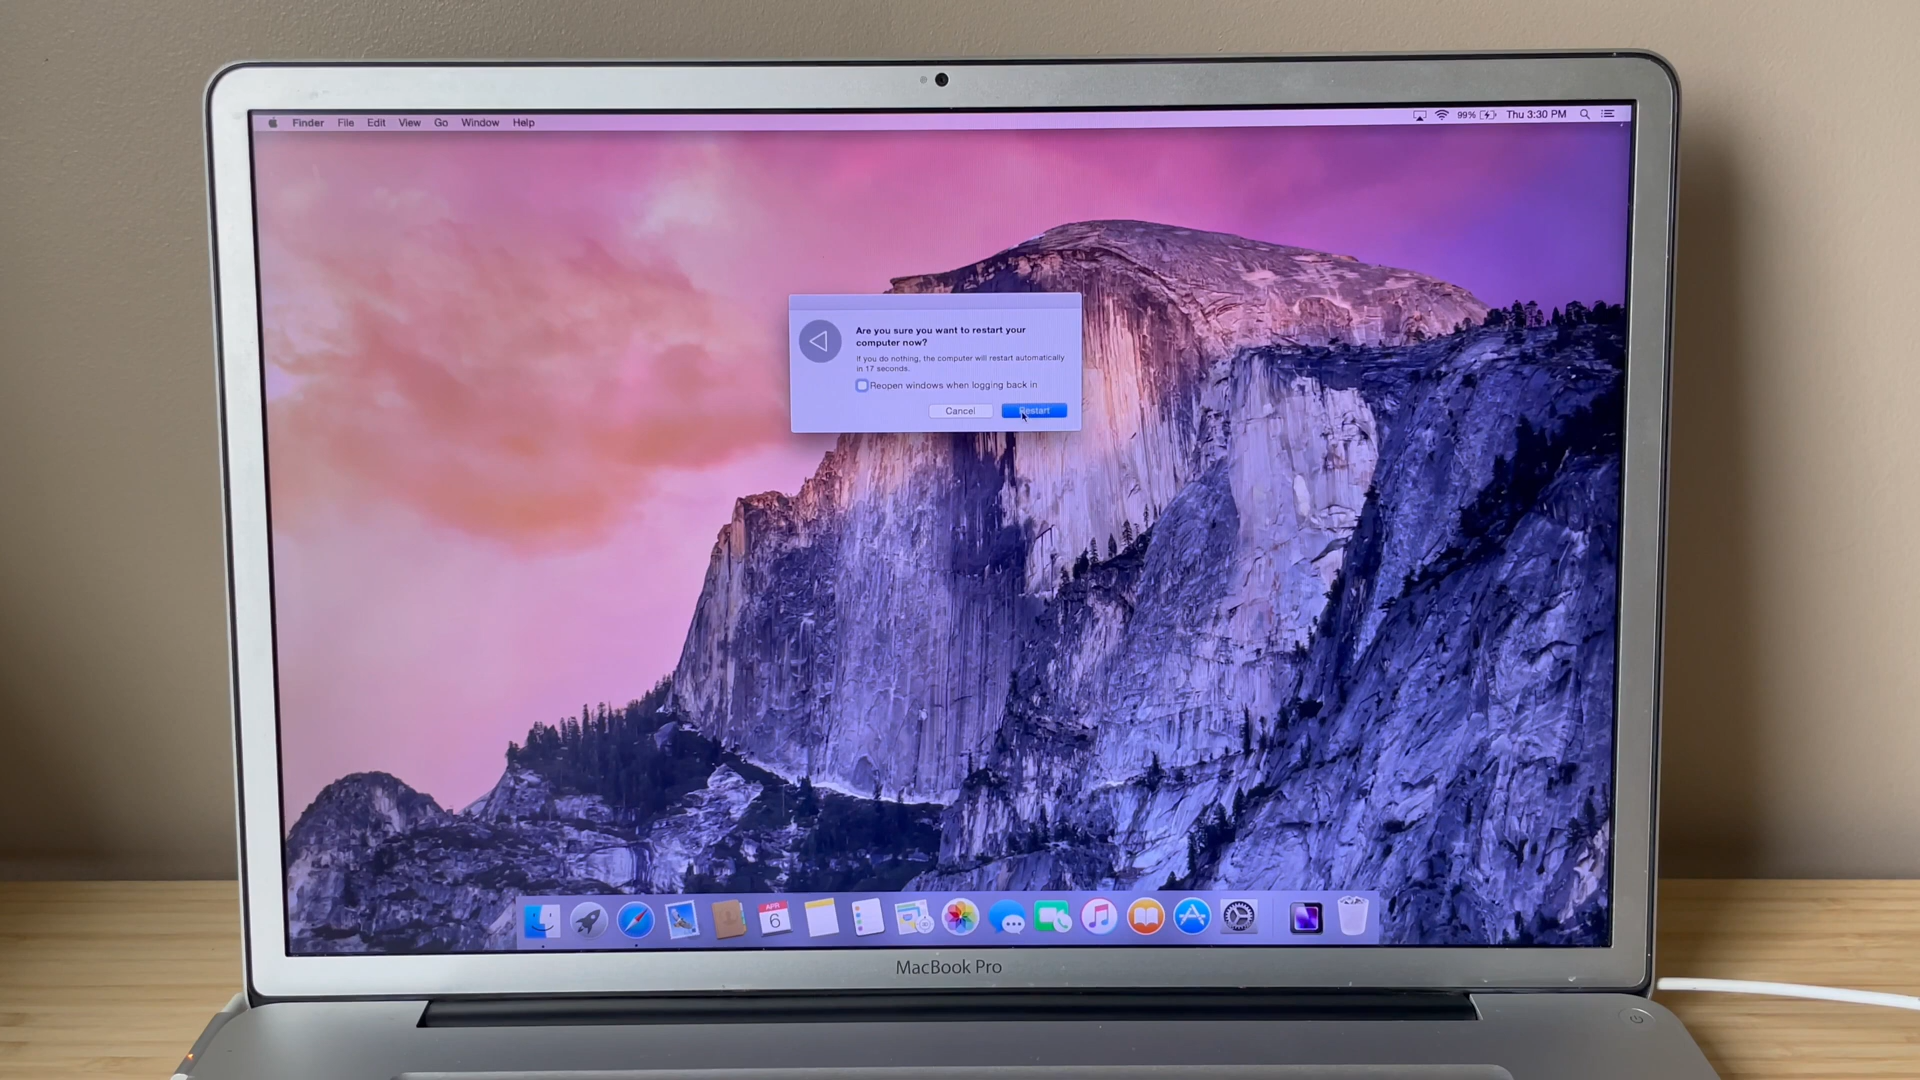 Finder File Edit View Go Window Help
99% Thu 3:30 PM
Are you sure you want to restart your
computer now?
If you do nothing, the computer will restart automatically
in 17 seconds.
Reopen windows when logging back in
Cancel Restart
APR
6
MacBook Pro